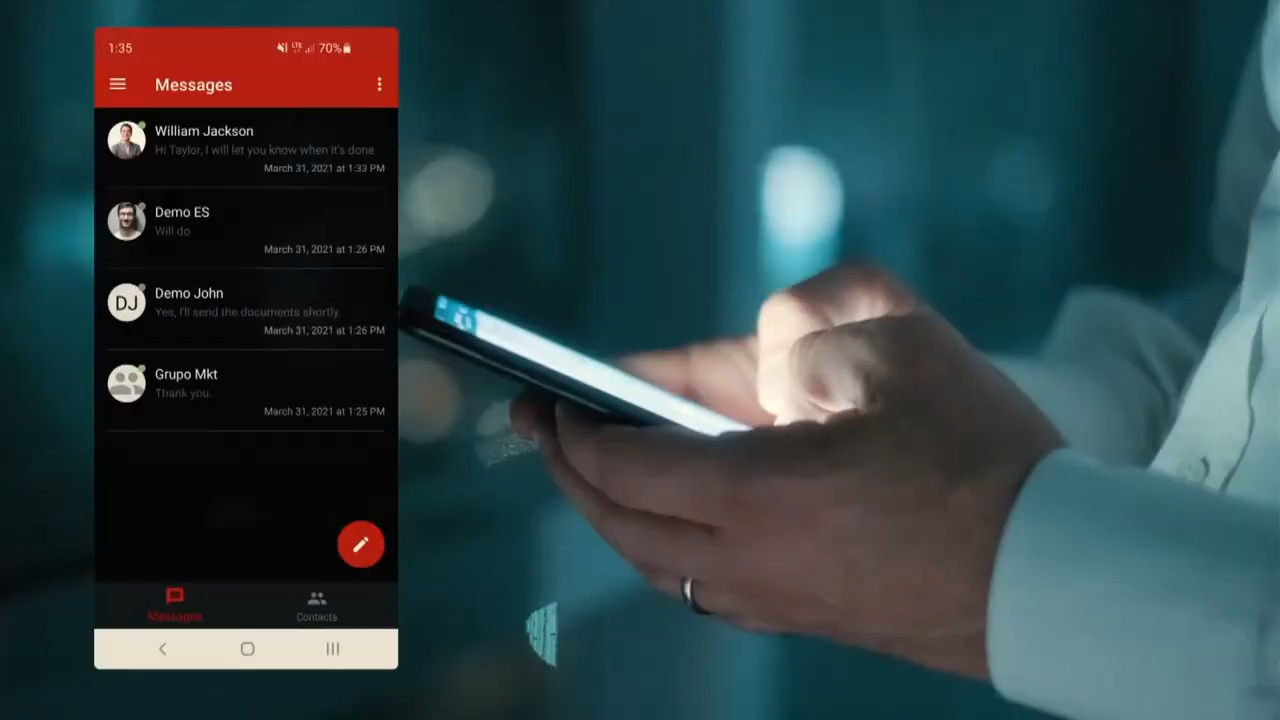 1:35 LTE 70%
Messages
William Jackson
Hi Taylor, I will let you know when it's done
March 31, 2021 at 1:33 PM
Demo ES
Will do
March 31, 2021 at 1:26 PM
DJ
Demo John
Yes, I'll send the documents shortly.
March 31, 2021 at 1:26 PM
Grupo Mkt
Thank you.
March 31, 2021 at 1:25 PM
Messages
Contacts